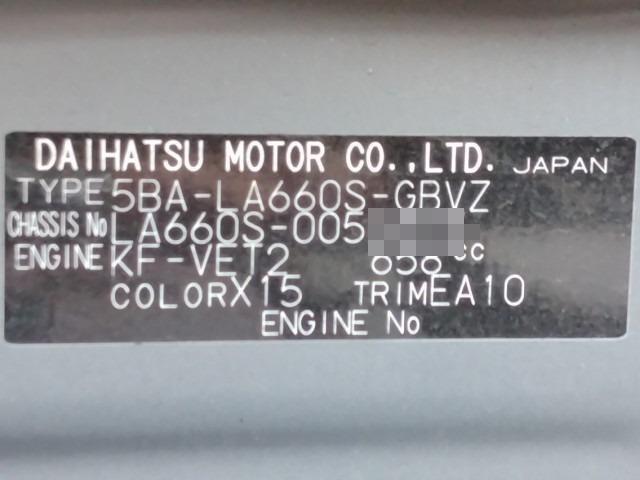 DAIHATSU MOTOR CO.,LTD. JAPAN
TYPE 5BA-LA660S-GBVZ
CHASSIS No LA660S-005
ENGINE KF-VET2 658 cc
COLOR X15 TRIM EA10
ENGINE No